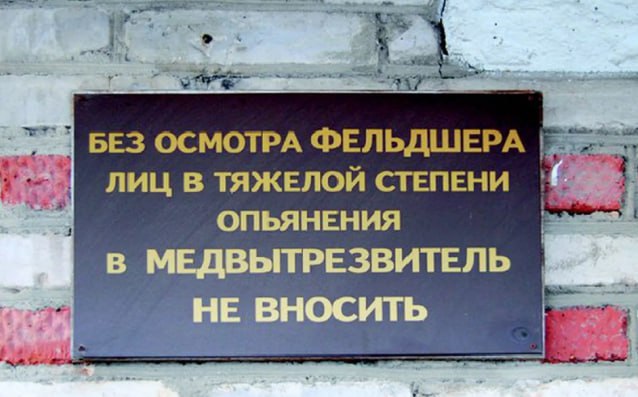 БЕЗ ОСМОТРА ФЕЛЬДШЕРА
ЛИЦ В ТЯЖЕЛОЙ СТЕПЕНИ
ОПЬЯНЕНИЯ
В МЕДВЫТРЕЗВИТЕЛЬ
НЕ ВНОСИТЬ